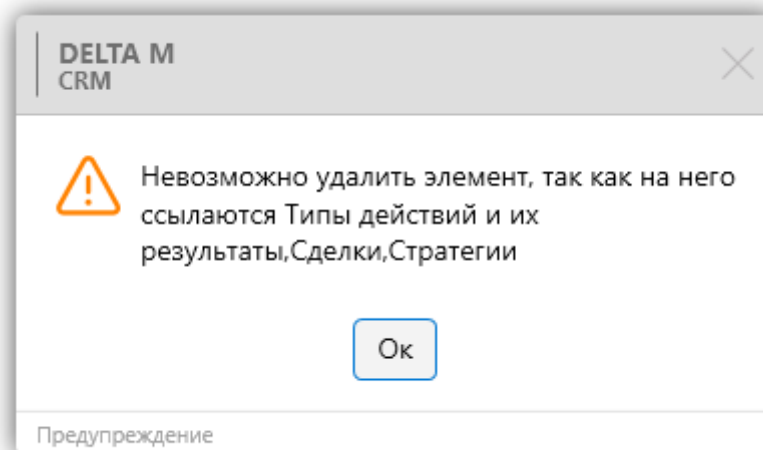 DELTA M
CRM
Невозможно удалить элемент, так как на него
ссылаются Типы действий и их
результаты,Сделки,Стратегии
Ок
Предупреждение